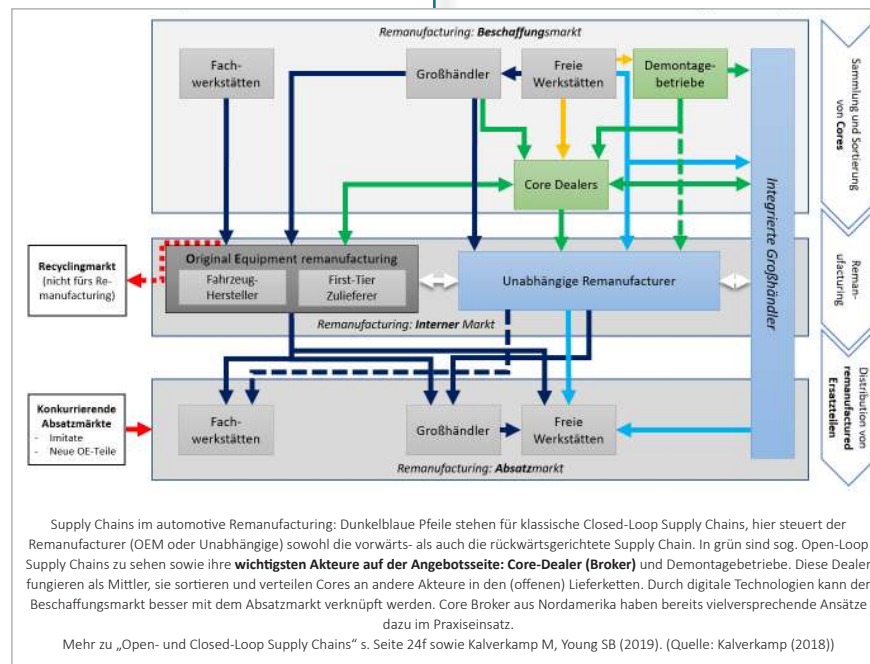 Remanufacturing: Beschaffungsmarkt
Fach-
werkstätten
Großhändler
Freie
Werkstätten
Demontage-
betriebe
Core Dealers
Sammlung und Sortierung
von Cores
Integrierte Großhändler
Recyclingmarkt
(nicht fürs Re-
manufacturing)
Original Equipment remanufacturing
Fahrzeug-
Hersteller
First-Tier
Zulieferer
Unabhängige Remanufacturer
Remanufacturing: Interner Markt
Reman-
ufacturing
Konkurrierende
Absatzmärkte
- Imitate
- Neue OE-Teile
Fach-
werkstätten
Großhändler
Freie
Werkstätten
Remanufacturing: Absatzmarkt
Distribution von
remanufactured
Ersatzteilen
Supply Chains im automotive Remanufacturing: Dunkelblaue Pfeile stehen für klassische Closed-Loop Supply Chains, hier steuert der
Remanufacturer (OEM oder Unabhängige) sowohl die vorwärts- als auch die rückwärtsgerichtete Supply Chain. In grün sind sog. Open-Loop
Supply Chains zu sehen sowie ihre wichtigsten Akteure auf der Angebotsseite: Core-Dealer (Broker) und Demontagebetriebe. Diese Dealer
fungieren als Mittler, sie sortieren und verteilen Cores an andere Akteure in den (offenen) Lieferketten. Durch digitale Technologien kann der
Beschaffungsmarkt besser mit dem Absatzmarkt verknüpft werden. Core Broker aus Nordamerika haben bereits vielversprechende Ansätze
dazu im Praxiseinsatz.
Mehr zu „Open- und Closed-Loop Supply Chains“ s. Seite 24f sowie Kalverkamp M, Young SB (2019). (Quelle: Kalverkamp (2018))